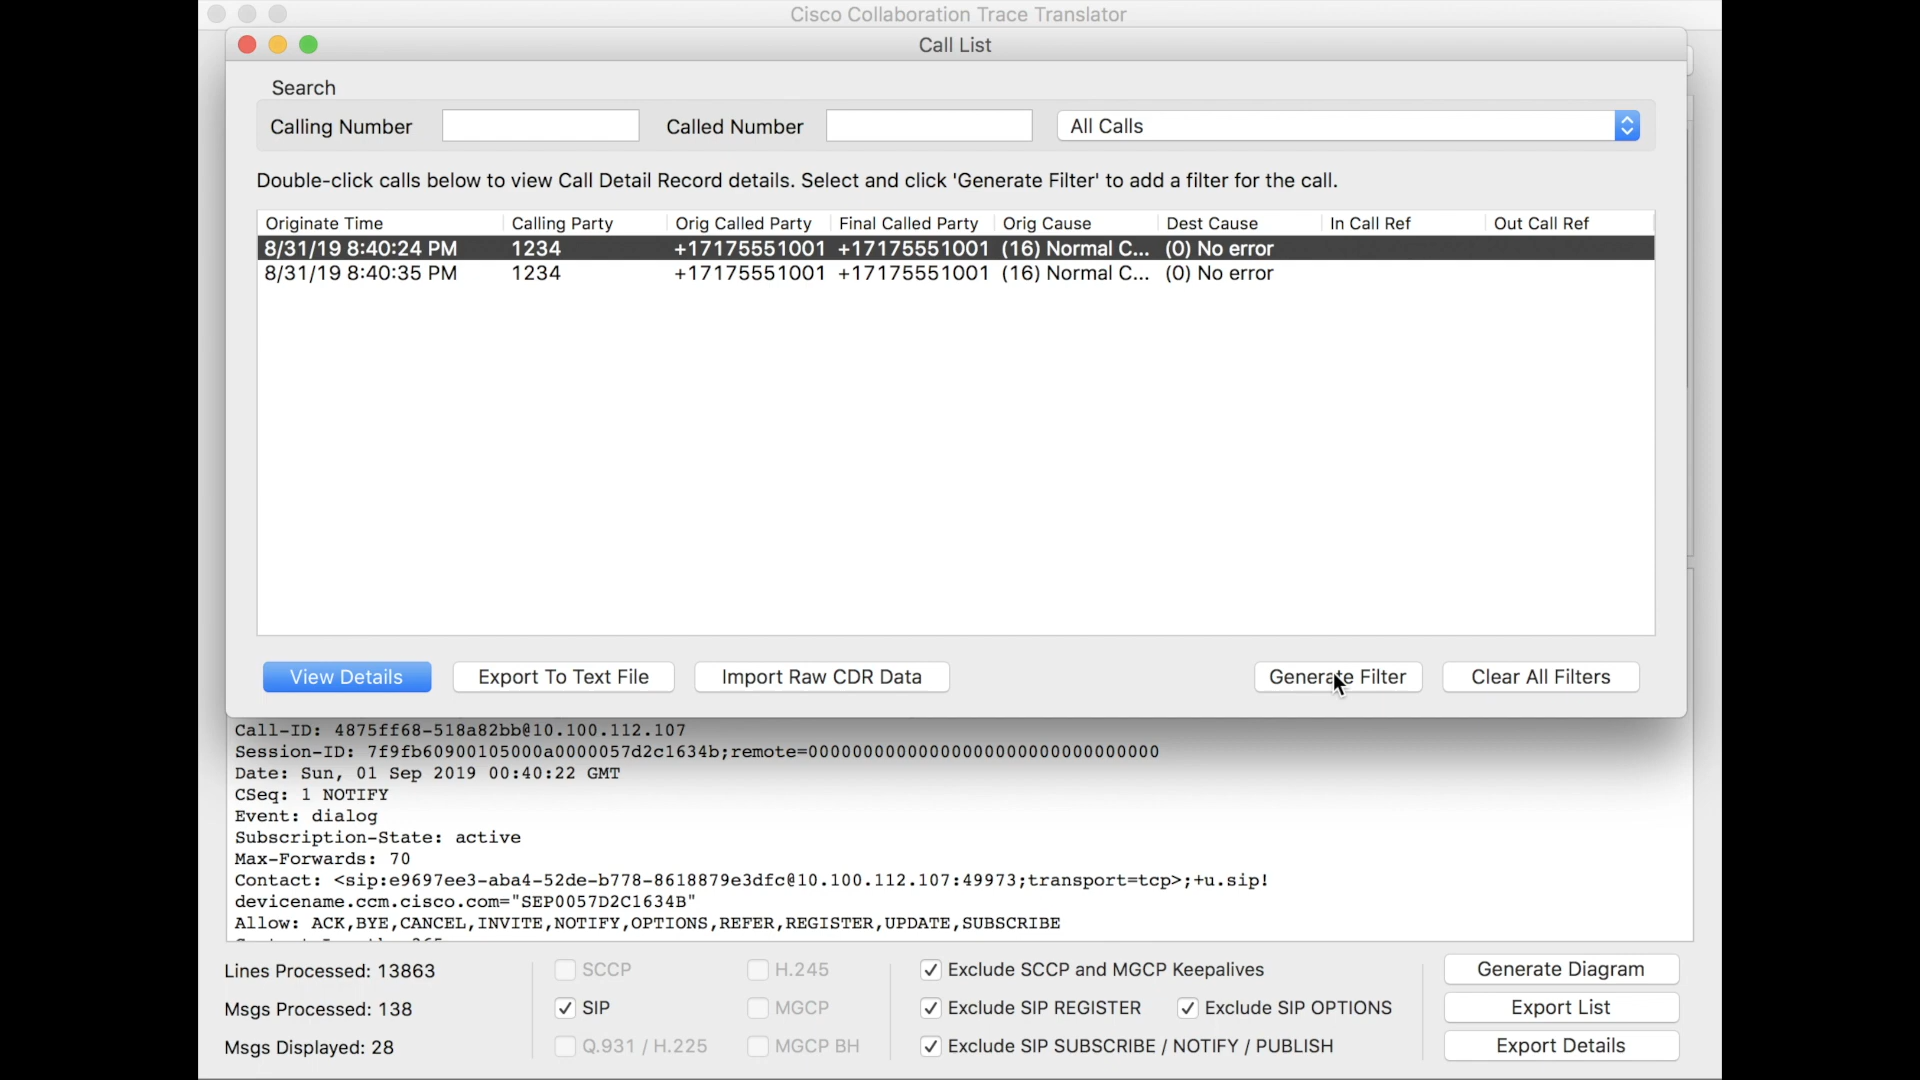 Cisco Collaboration Trace Translator
Call List
Search
Calling Number Called Number All Calls
Double-click calls below to view Call Detail Record details. Select and click 'Generate Filter' to add a filter for the call.
Originate Time Calling Party Orig Called Party Final Called Party Orig Cause Dest Cause In Call Ref Out Call Ref
8/31/19 8:40:24 PM 1234 +17175551001 +17175551001 (16) Normal C... (0) No error
8/31/19 8:40:35 PM 1234 +17175551001 +17175551001 (16) Normal C... (0) No error
View Details Export To Text File Import Raw CDR Data Generate Filter Clear All Filters
Call-ID: 4875ff68-518a82bb@10.100.112.107
Session-ID: 7f9fb60900105000a0000057d2c1634b;remote=00000000000000000000000000000000
Date: Sun, 01 Sep 2019 00:40:22 GMT
CSeq: 1 NOTIFY
Event: dialog
Subscription-State: active
Max-Forwards: 70
Contact: <sip:e9697ee3-aba4-52de-b778-8618879e3dfc@10.100.112.107:49973;transport=tcp>;+u.sip!
devicename.ccm.cisco.com="SEP0057D2C1634B"
Allow: ACK,BYE,CANCEL,INVITE,NOTIFY,OPTIONS,REFER,REGISTER,UPDATE,SUBSCRIBE
Lines Processed: 13863 SCCP H.245 Exclude SCCP and MGCP Keepalives Generate Diagram
Msgs Processed: 138 SIP MGCP Exclude SIP REGISTER Exclude SIP OPTIONS Export List
Msgs Displayed: 28 Q.931 / H.225 MGCP BH Exclude SIP SUBSCRIBE / NOTIFY / PUBLISH Export Details